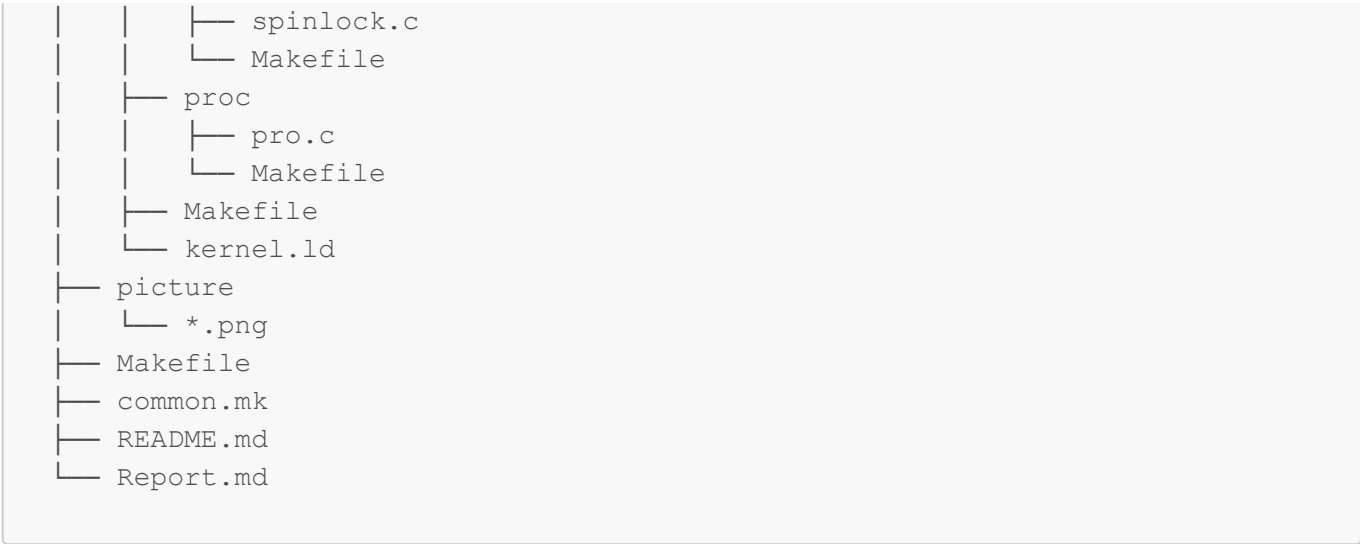 │   │   ├── spinlock.c
│   │   └── Makefile
│   ├── proc
│   │   ├── pro.c
│   │   └── Makefile
│   ├── Makefile
│   └── kernel.ld
├── picture
│   └── *.png
├── Makefile
├── common.mk
├── README.md
└── Report.md